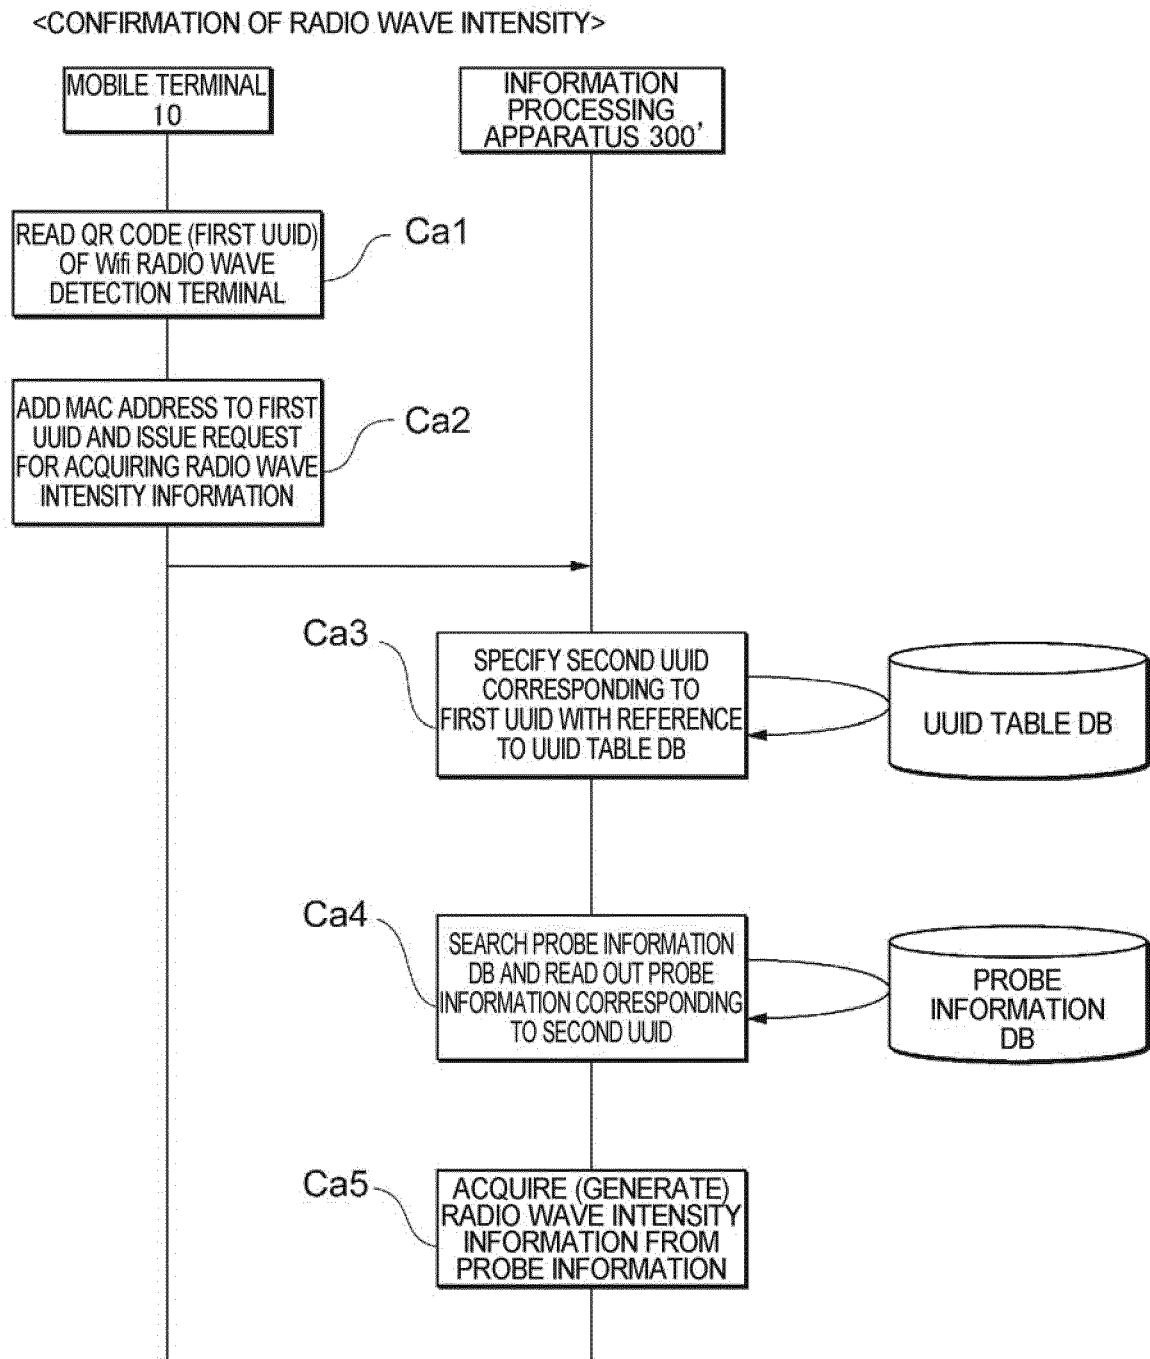 <CONFIRMATION OF RADIO WAVE INTENSITY>
MOBILE TERMINAL
10
INFORMATION
PROCESSING
APPARATUS 300'
READ QR CODE (FIRST UUID)
OF Wifi RADIO WAVE
DETECTION TERMINAL
Ca1
ADD MAC ADDRESS TO FIRST
UUID AND ISSUE REQUEST
FOR ACQUIRING RADIO WAVE
INTENSITY INFORMATION
Ca2
Ca3
SPECIFY SECOND UUID
CORRESPONDING TO
FIRST UUID WITH REFERENCE
TO UUID TABLE DB
UUID TABLE DB
Ca4
SEARCH PROBE INFORMATION
DB AND READ OUT PROBE
INFORMATION CORRESPONDING
TO SECOND UUID
PROBE
INFORMATION
DB
Ca5
ACQUIRE (GENERATE)
RADIO WAVE INTENSITY
INFORMATION FROM
PROBE INFORMATION